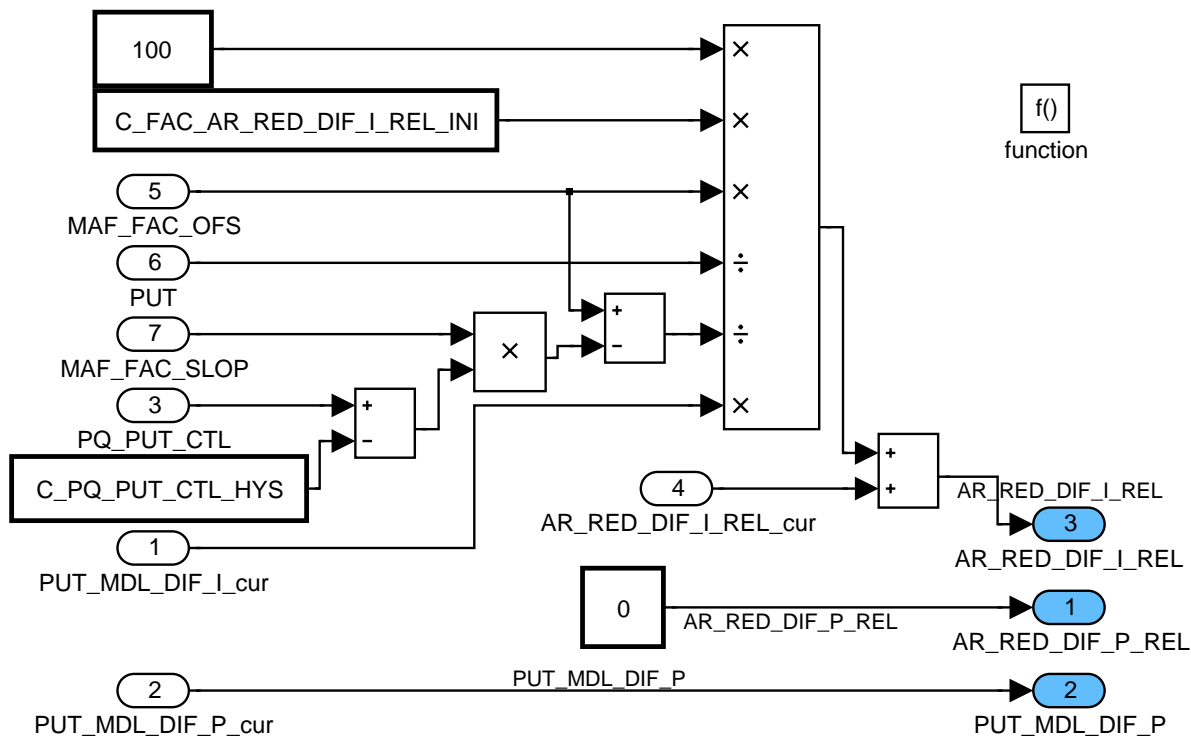 100
×
C_FAC_AR_RED_DIF_I_REL_INI
×
f()
function
5
×
MAF_FAC_OFS
6
÷
PUT
+
−
7
÷
MAF_FAC_SLOP
×
3
+
−
×
PQ_PUT_CTL
C_PQ_PUT_CTL_HYS
+
+
4
AR_RED_DIF_I_REL_cur
AR_RED_DIF_I_REL
3
AR_RED_DIF_I_REL
1
PUT_MDL_DIF_I_cur
0
AR_RED_DIF_P_REL
1
AR_RED_DIF_P_REL
2
PUT_MDL_DIF_P_cur
PUT_MDL_DIF_P
2
PUT_MDL_DIF_P